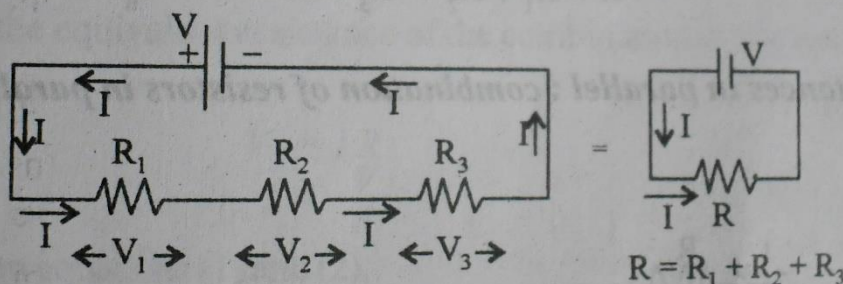 V
+ −
I
I
I
I
R₁ R₂ R₃
I
I
V₁ V₂ V₃
=
V
I
I
R
R = R₁ + R₂ + R₃